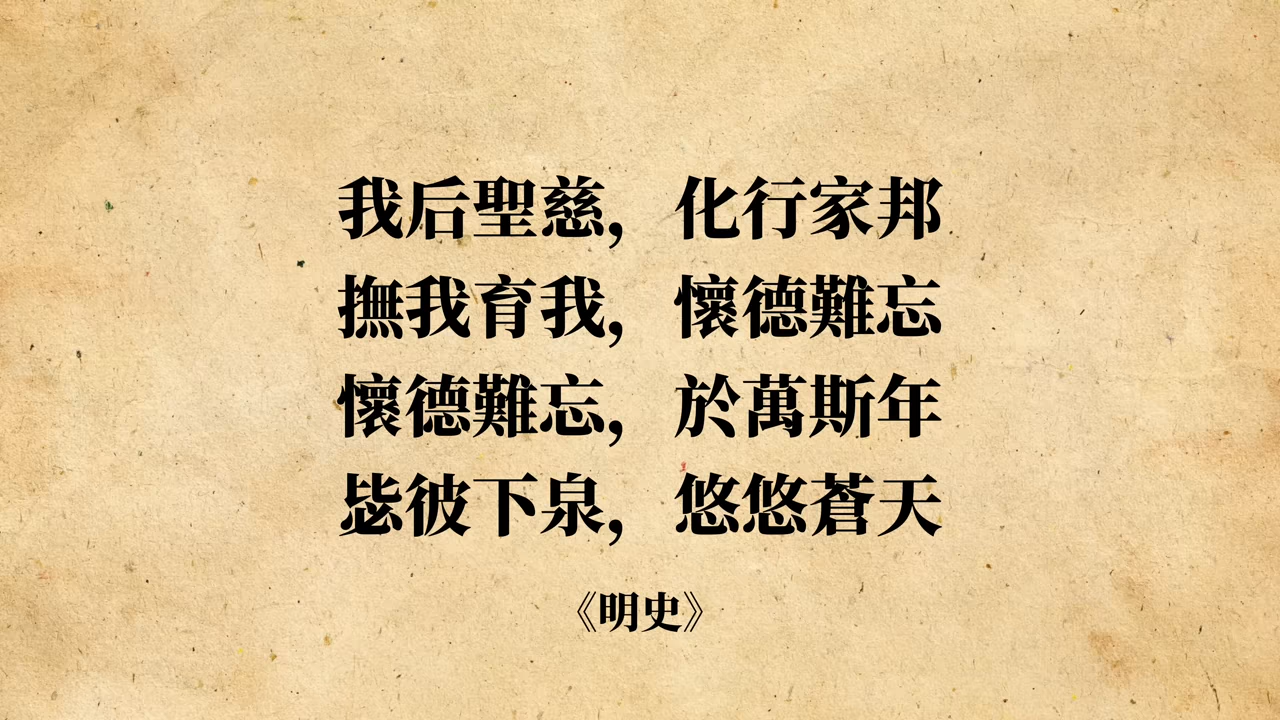 我后聖慈，化行家邦
撫我育我，懷德難忘
懷德難忘，於萬斯年
毖彼下泉，悠悠蒼天
《明史》